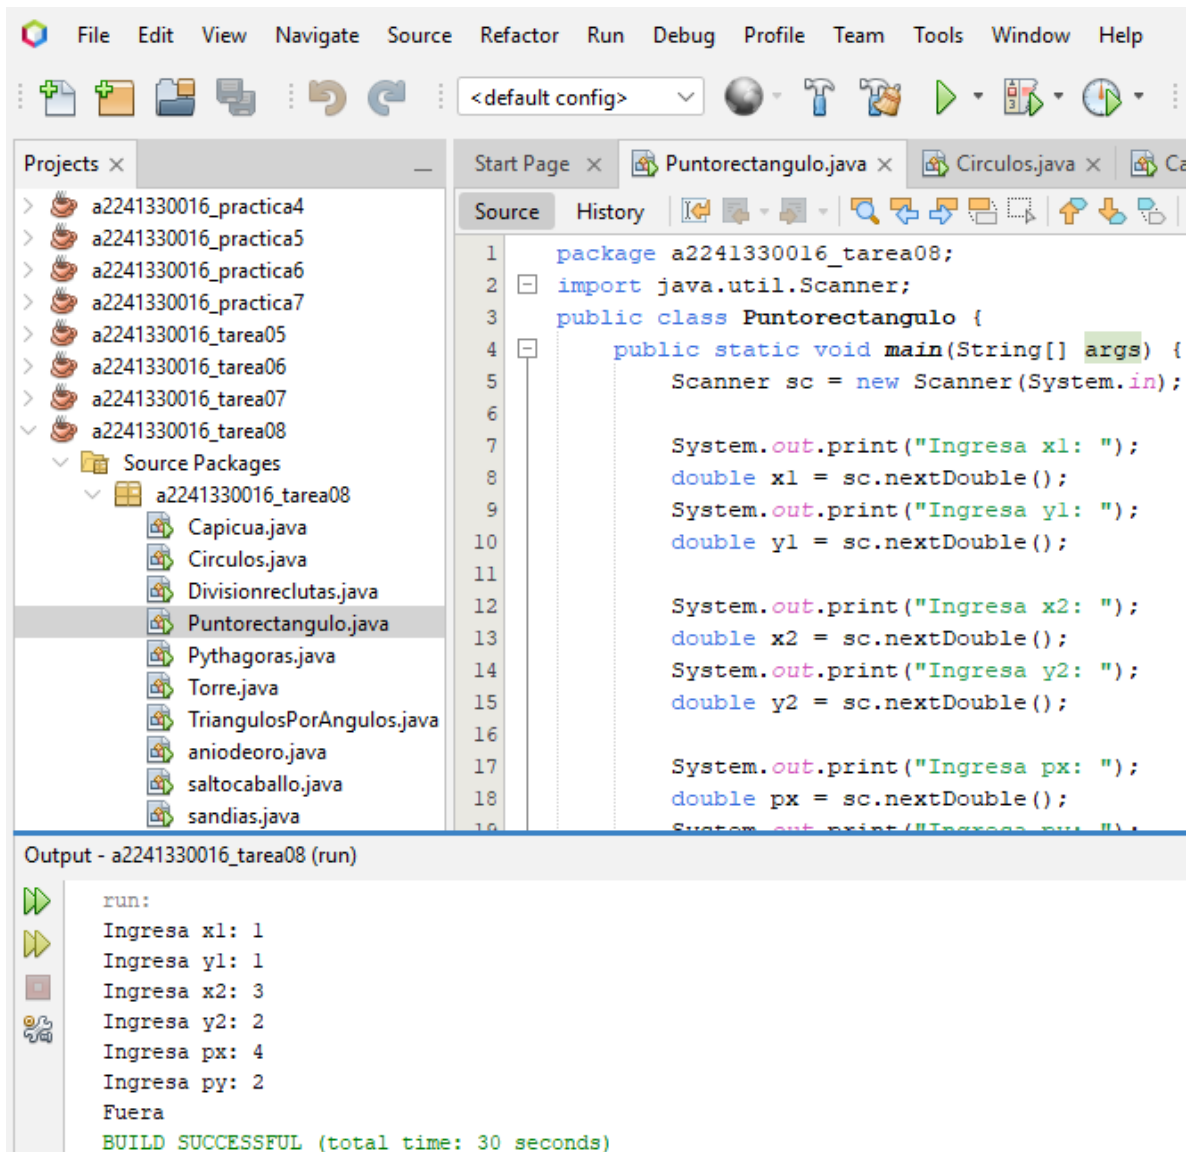 File Edit View Navigate Source Refactor Run Debug Profile Team Tools Window Help
<default config>
Projects
Start Page Puntorectangulo.java Circulos.java Ca
Source History
a2241330016_practica4
a2241330016_practica5
a2241330016_practica6
a2241330016_practica7
a2241330016_tarea05
a2241330016_tarea06
a2241330016_tarea07
a2241330016_tarea08
Source Packages
a2241330016_tarea08
Capicua.java
Circulos.java
Divisionreclutas.java
Puntorectangulo.java
Pythagoras.java
Torre.java
TriangulosPorAngulos.java
aniodeoro.java
saltocaballo.java
sandias.java
1 package a2241330016_tarea08;
2 import java.util.Scanner;
3 public class Puntorectangulo {
4 public static void main(String[] args) {
5 Scanner sc = new Scanner(System.in);
6
7 System.out.print("Ingresa x1: ");
8 double x1 = sc.nextDouble();
9 System.out.print("Ingresa y1: ");
10 double y1 = sc.nextDouble();
11
12 System.out.print("Ingresa x2: ");
13 double x2 = sc.nextDouble();
14 System.out.print("Ingresa y2: ");
15 double y2 = sc.nextDouble();
16
17 System.out.print("Ingresa px: ");
18 double px = sc.nextDouble();
19 System.out.print("Ingresa py: ");
Output - a2241330016_tarea08 (run)
run:
Ingresa x1: 1
Ingresa y1: 1
Ingresa x2: 3
Ingresa y2: 2
Ingresa px: 4
Ingresa py: 2
Fuera
BUILD SUCCESSFUL (total time: 30 seconds)